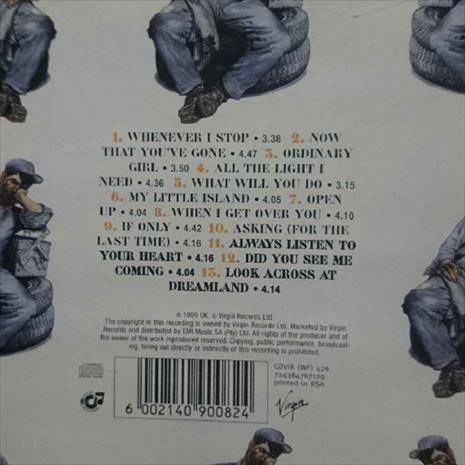 1. WHENEVER I STOP • 3.38 2. NOW
THAT YOU'VE GONE • 4.47 3. ORDINARY
GIRL • 3.50 4. ALL THE LIGHT I
NEED • 4.36 5. WHAT WILL YOU DO • 3.15
6. MY LITTLE ISLAND • 4.05 7. OPEN
UP • 4.04 8. WHEN I GET OVER YOU • 4.10
9. IF ONLY • 4.42 10. ASKING (FOR THE
LAST TIME) • 4.16 11. ALWAYS LISTEN TO
YOUR HEART • 4.16 12. DID YOU SEE ME
COMING • 4.04 13. LOOK ACROSS AT
DREAMLAND • 4.14
℗ 1999 UK. © Virgin Records Ltd
The copyright in this recording is owned by Virgin Records Ltd. Marketed by Virgin
Records and distributed by EMI Music SA (Pty) Ltd. All rights of the producer and of
the owner of the work reproduced reserved. Copying, public performance, broadcast-
ing, hiring out directly or indirectly of this recording is prohibited.
CDVIR (WF) 426
724384767129
printed in RSA
6 002140 900824
Virgin